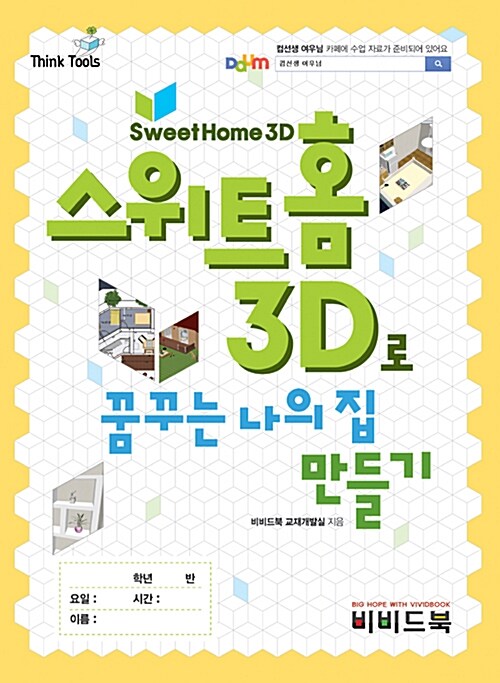 Think Tools
컴선생 여우님 카페에 수업 자료가 준비되어 있어요
Daum 컴선생 여우님
SweetHome 3D
스위트홈
3D로
꿈꾸는 나의 집
만들기
비비드북 교재개발실 지음
학년 반
요일 : 시간 :
이름 :
BIG HOPE WITH VIVIDBOOK
비비드북